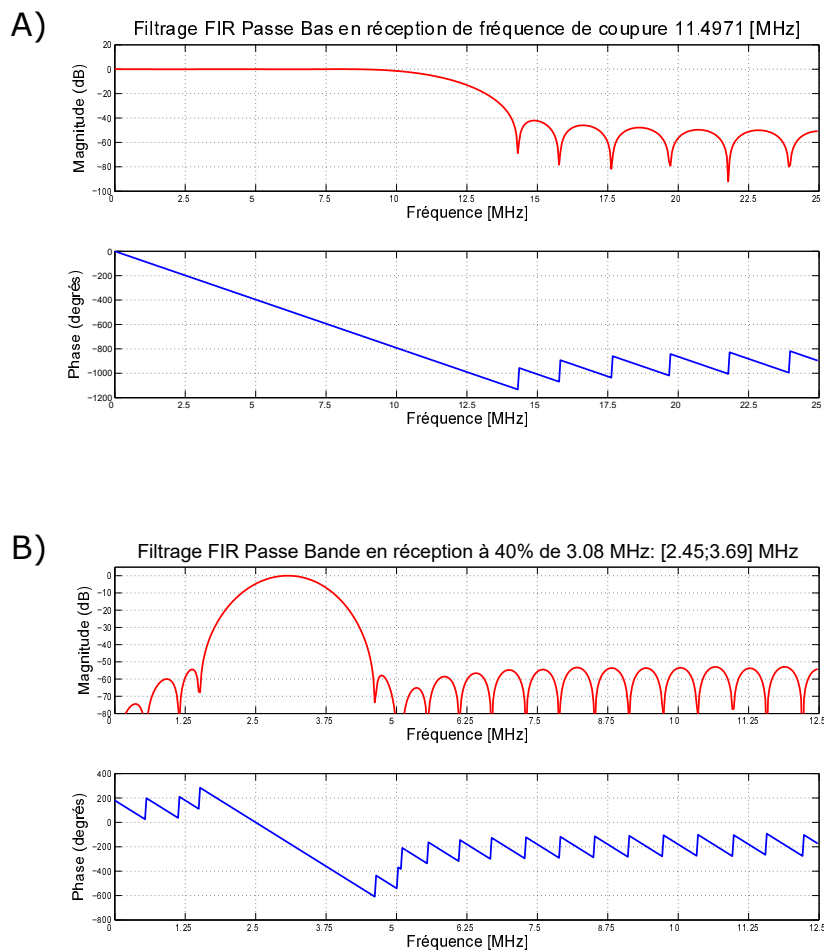 A)
Filtrage FIR Passe Bas en réception de fréquence de coupure 11.4971 [MHz]
Magnitude (dB)
20
0
−20
−40
−60
−80
−100
0 2.5 5 7.5 10 12.5 15 17.5 20 22.5 25
Fréquence [MHz]
Phase (degrés)
0
−200
−400
−600
−800
−1000
−1200
0 2.5 5 7.5 10 12.5 15 17.5 20 22.5 25
Fréquence [MHz]
B)
Filtrage FIR Passe Bande en réception à 40% de 3.08 MHz: [2.45;3.69] MHz
Magnitude (dB)
0
−10
−20
−30
−40
−50
−60
−70
−80
0 1.25 2.5 3.75 5 6.25 7.5 8.75 10 11.25 12.5
Fréquence [MHz]
Phase (degrés)
400
200
0
−200
−400
−600
−800
0 1.25 2.5 3.75 5 6.25 7.5 8.75 10 11.25 12.5
Fréquence [MHz]